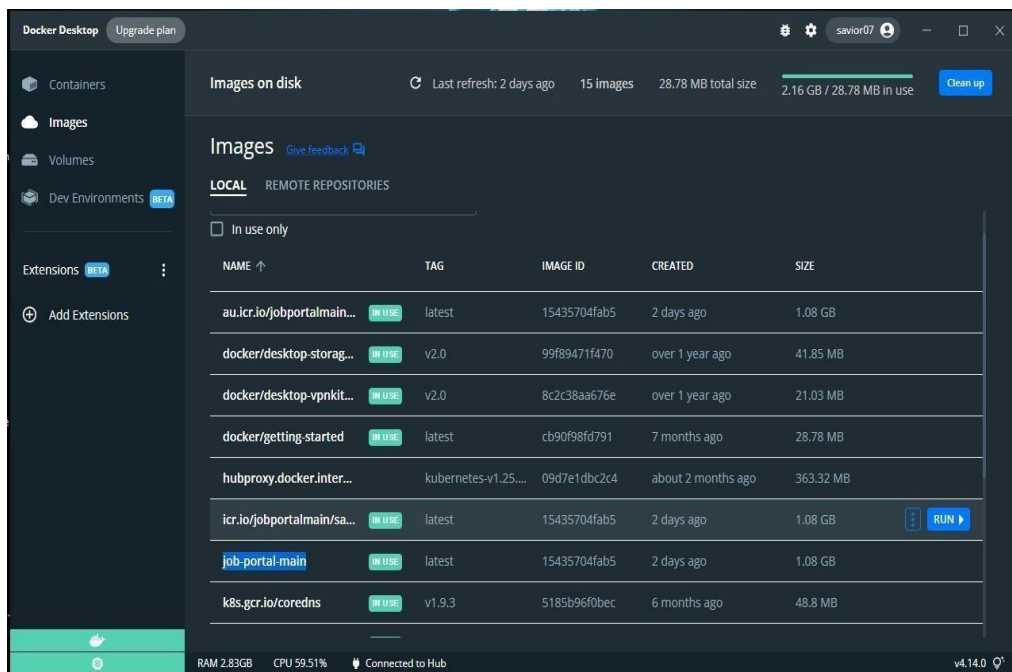 Docker Desktop Upgrade plan savior07
Containers
Images
Volumes
Dev Environments BETA
Extensions BETA
Add Extensions
Images on disk Last refresh: 2 days ago 15 images 28.78 MB total size 2.16 GB / 28.78 MB in use Clean up
Images Give feedback
LOCAL REMOTE REPOSITORIES
In use only
NAME TAG IMAGE ID CREATED SIZE
au.icr.io/jobportalmain... IN USE latest 15435704fab5 2 days ago 1.08 GB
docker/desktop-storag... IN USE v2.0 99f89471f470 over 1 year ago 41.85 MB
docker/desktop-vpnkit... IN USE v2.0 8c2c38aa676e over 1 year ago 21.03 MB
docker/getting-started IN USE latest cb90f98fd791 7 months ago 28.78 MB
hubproxy.docker.inter... kubernetes-v1.25.... 09d7e1dbc2c4 about 2 months ago 363.32 MB
icr.io/jobportalmain/sa... IN USE latest 15435704fab5 2 days ago 1.08 GB RUN
job-portal-main IN USE latest 15435704fab5 2 days ago 1.08 GB
k8s.gcr.io/coredns IN USE v1.9.3 5185b96f0bec 6 months ago 48.8 MB
RAM 2.83GB CPU 59.51% Connected to Hub v4.14.0